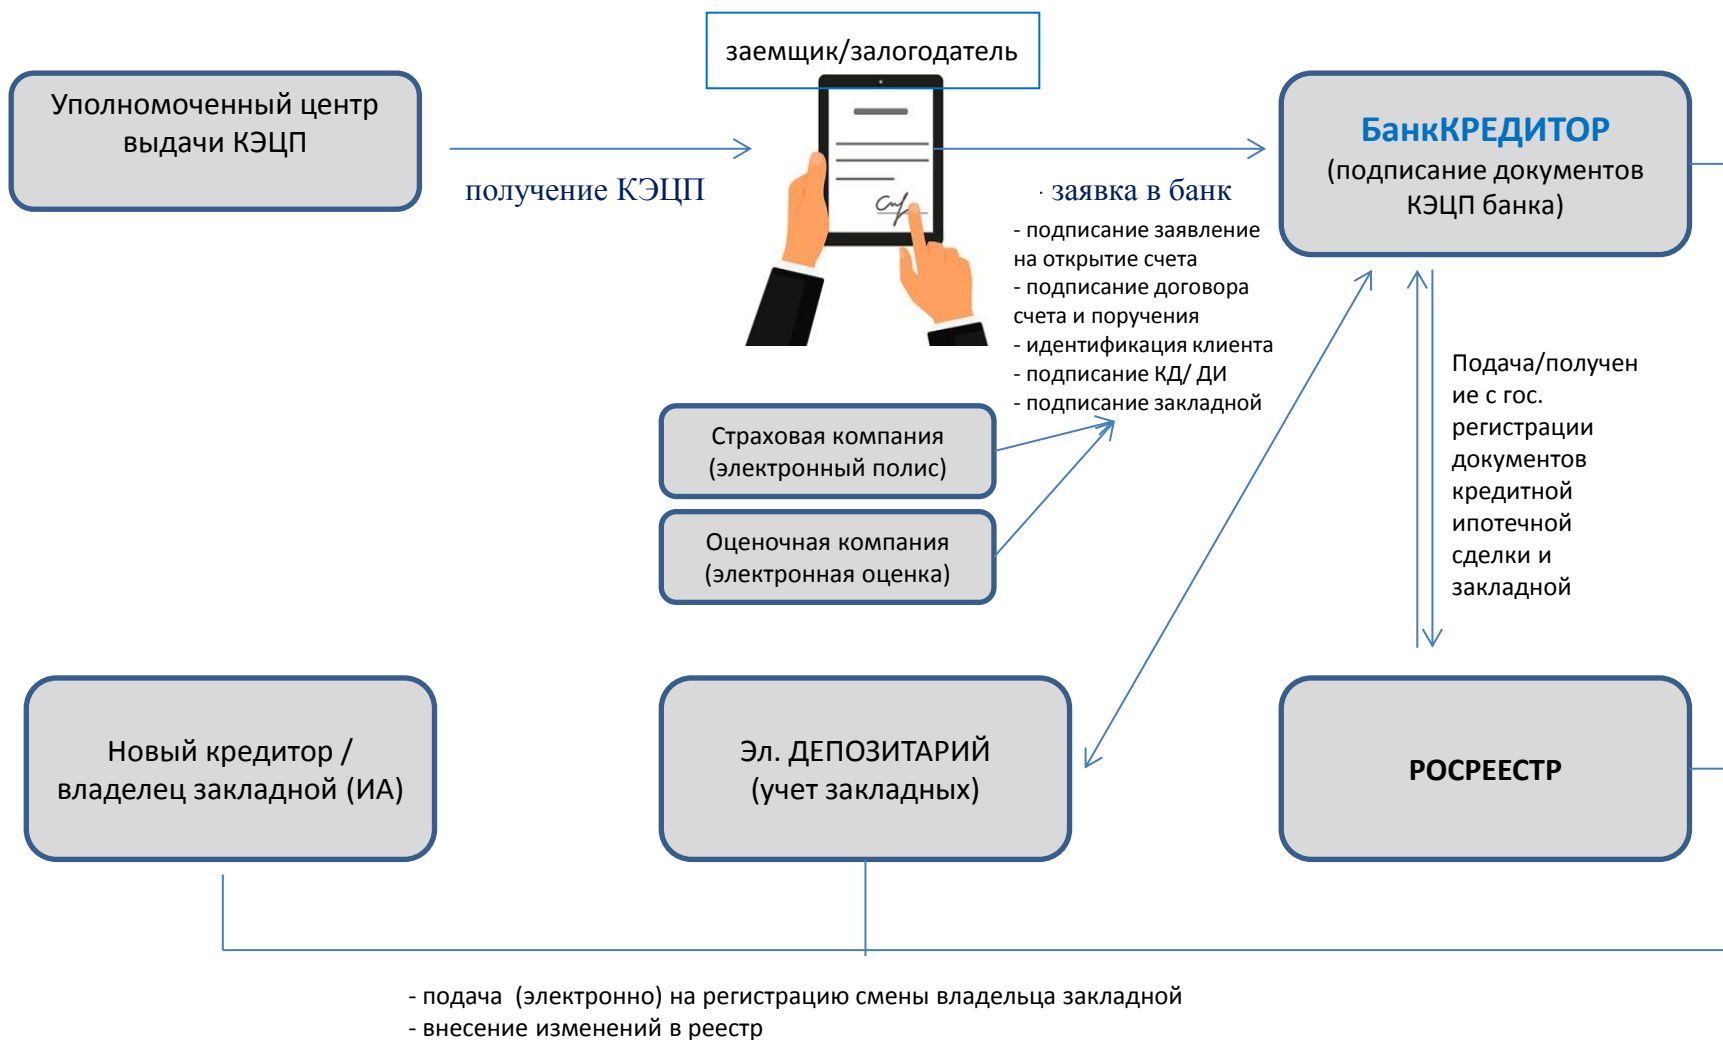 заемщик/залогодатель
Уполномоченный центр
выдачи КЭЦП
получение КЭЦП
· заявка в банк
- подписание заявление
на открытие счета
- подписание договора
счета и поручения
- идентификация клиента
- подписание КД/ ДИ
- подписание закладной
БанкКРЕДИТОР
(подписание документов
КЭЦП банка)
Страховая компания
(электронный полис)
Оценочная компания
(электронная оценка)
Подача/получен
ие с гос.
регистрации
документов
кредитной
ипотечной
сделки и
закладной
Новый кредитор /
владелец закладной (ИА)
Эл. ДЕПОЗИТАРИЙ
(учет закладных)
РОСРЕЕСТР
- подача (электронно) на регистрацию смены владельца закладной
- внесение изменений в реестр